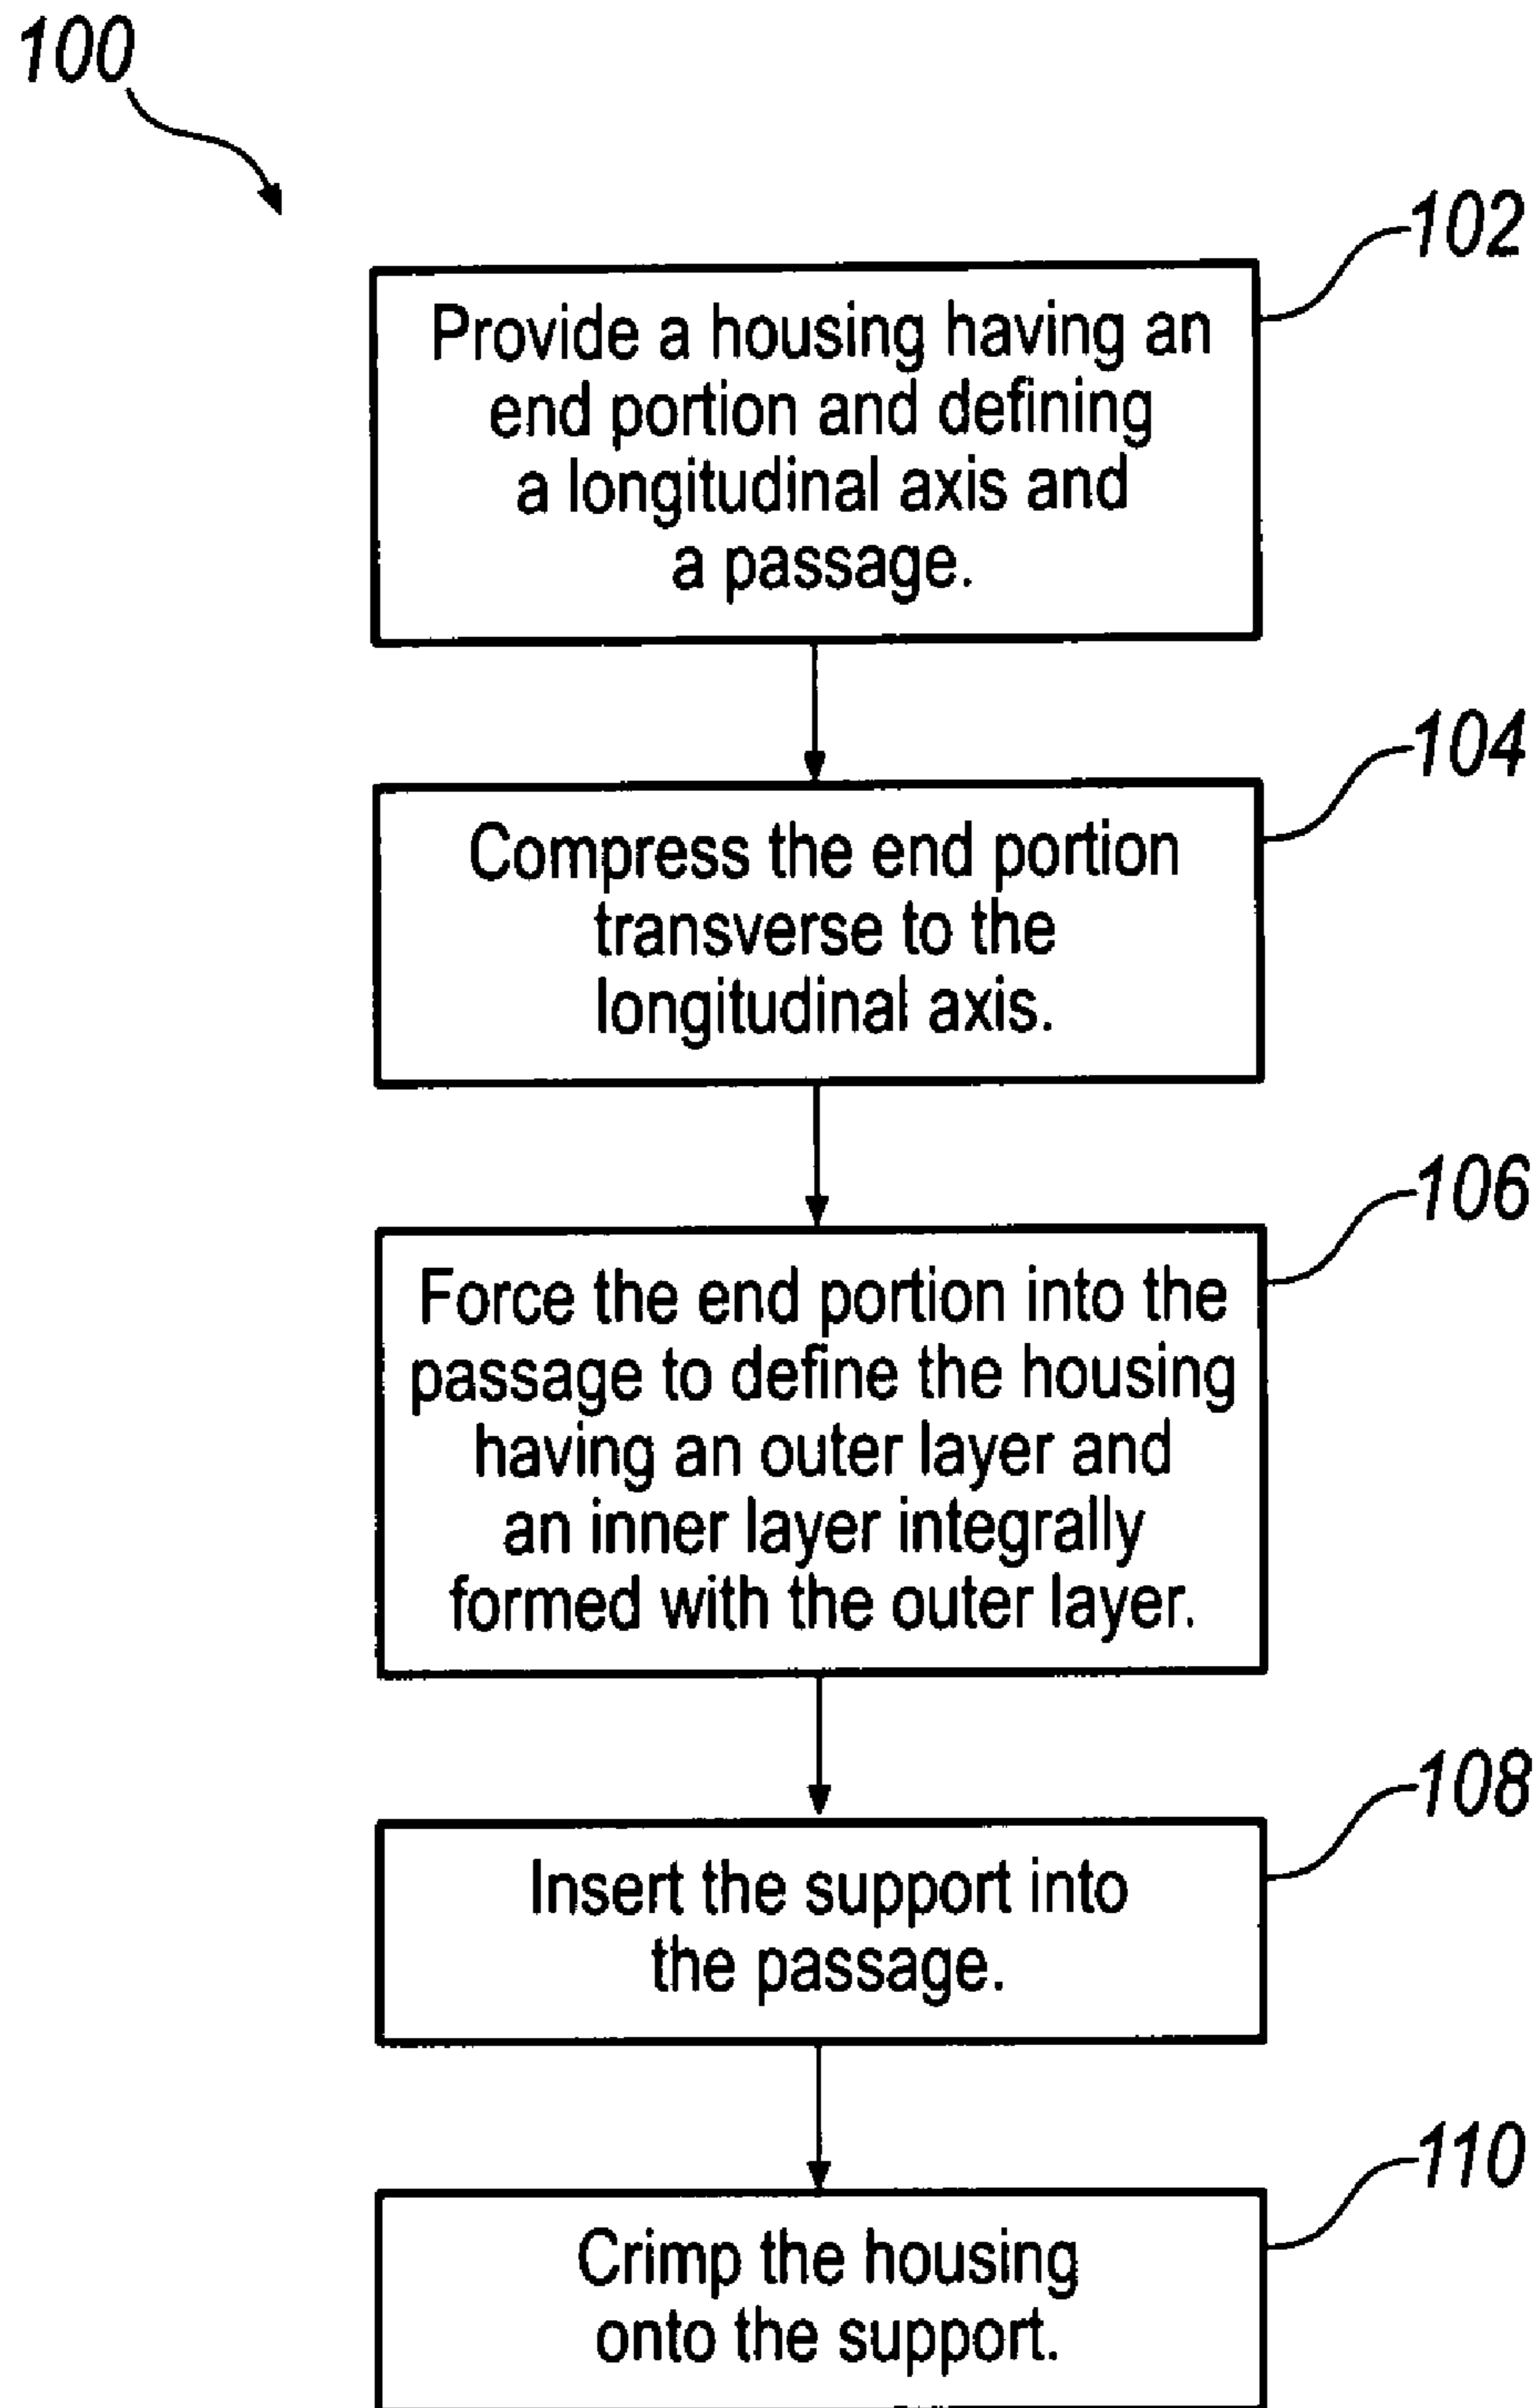 100
102
Provide a housing having an
end portion and defining
a longitudinal axis and
a passage.
104
Compress the end portion
transverse to the
longitudinal axis.
106
Force the end portion into the
passage to define the housing
having an outer layer and
an inner layer integrally
formed with the outer layer.
108
Insert the support into
the passage.
110
Crimp the housing
onto the support.